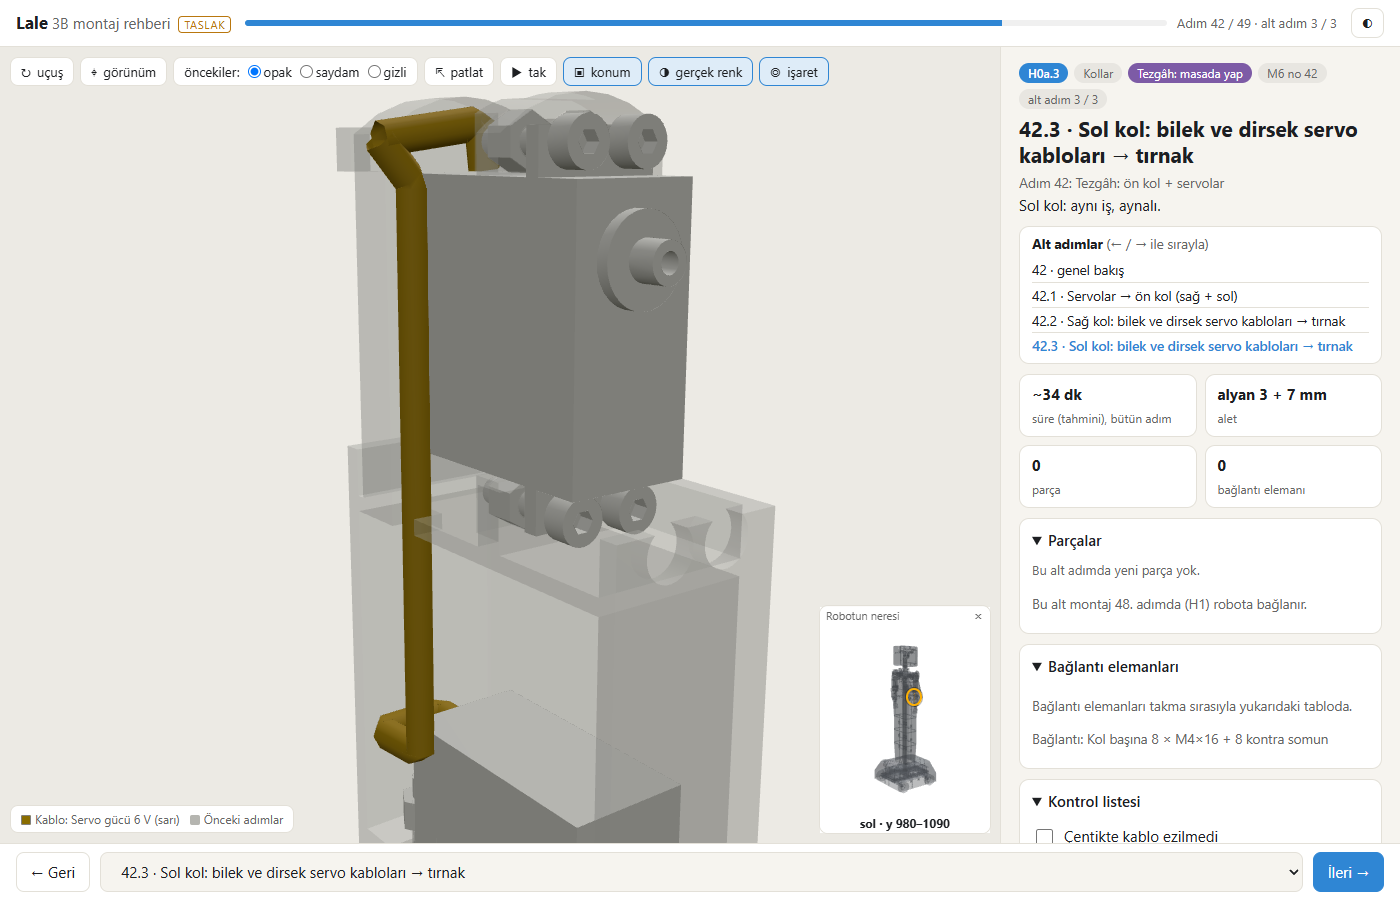 Lale 3B montaj rehberi TASLAK
Adım 42 / 49 · alt adım 3 / 3
↻ uçuş
⌖ görünüm
öncekiler: opak saydam gizli
⇱ patlat
▶ tak
▣ konum
◑ gerçek renk
◎ işaret
H0a.3 Kollar Tezgâh: masada yap M6 no 42
alt adım 3 / 3
42.3 · Sol kol: bilek ve dirsek servo
kabloları → tırnak
Adım 42: Tezgâh: ön kol + servolar
Sol kol: aynı iş, aynalı.
Alt adımlar (← / → ile sırayla)
42 · genel bakış
42.1 · Servolar → ön kol (sağ + sol)
42.2 · Sağ kol: bilek ve dirsek servo kabloları → tırnak
42.3 · Sol kol: bilek ve dirsek servo kabloları → tırnak
~34 dk
süre (tahmini), bütün adım
alyan 3 + 7 mm
alet
0
parça
0
bağlantı elemanı
▼ Parçalar
Bu alt adımda yeni parça yok.
Bu alt montaj 48. adımda (H1) robota bağlanır.
▼ Bağlantı elemanları
Bağlantı elemanları takma sırasıyla yukarıdaki tabloda.
Bağlantı: Kol başına 8 × M4×16 + 8 kontra somun
▼ Kontrol listesi
Çentikte kablo ezilmedi
Robotun neresi ×
sol · y 980–1090
Kablo: Servo gücü 6 V (sarı) Önceki adımlar
← Geri
42.3 · Sol kol: bilek ve dirsek servo kabloları → tırnak
İleri →